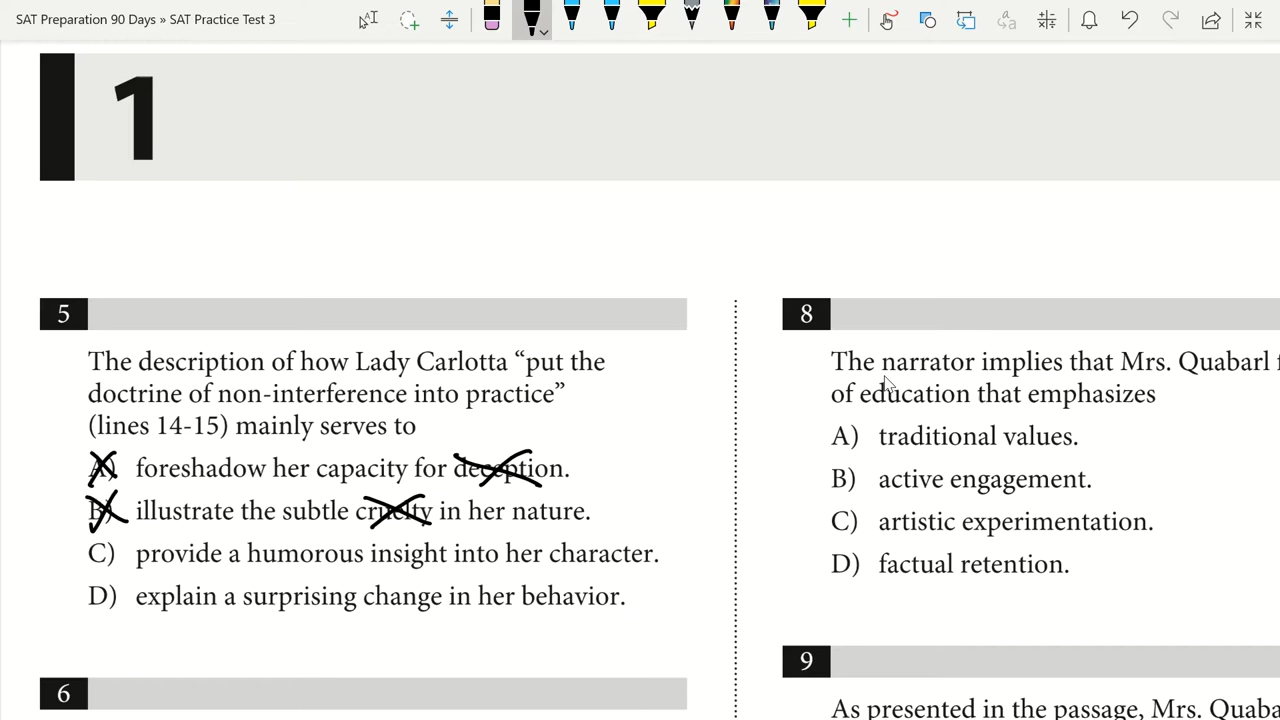 SAT Preparation 90 Days » SAT Practice Test 3
1
5
The description of how Lady Carlotta “put the
doctrine of non-interference into practice”
(lines 14-15) mainly serves to
A) foreshadow her capacity for deception.
B) illustrate the subtle cruelty in her nature.
C) provide a humorous insight into her character.
D) explain a surprising change in her behavior.
6
8
The narrator implies that Mrs. Quabarl f
of education that emphasizes
A) traditional values.
B) active engagement.
C) artistic experimentation.
D) factual retention.
9
As presented in the passage, Mrs. Quaba